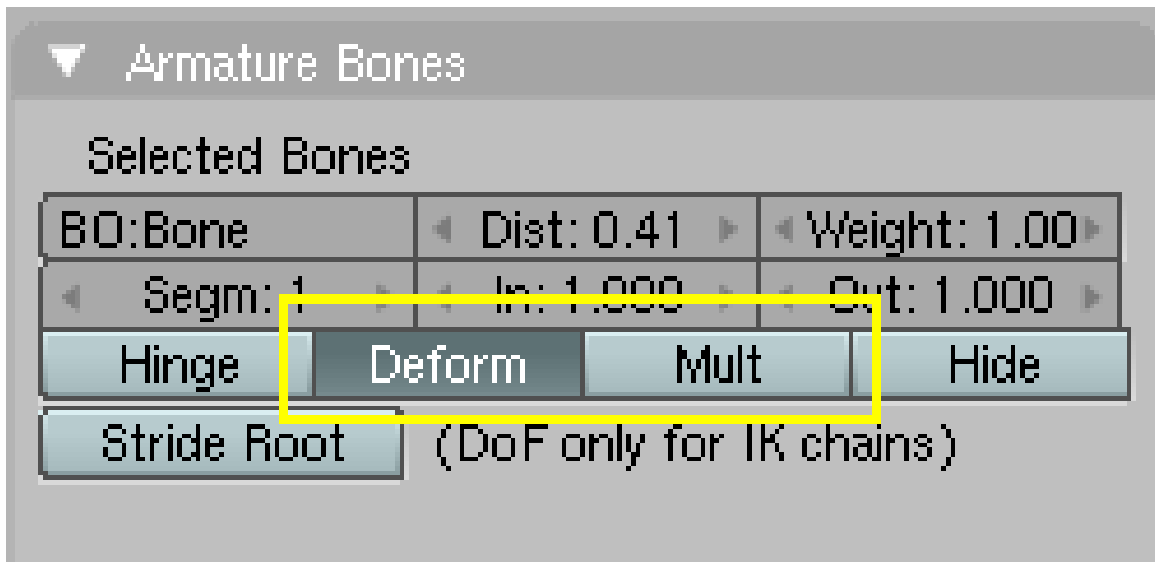 Armature Bones
Selected Bones
BO:Bone Dist: 0.41 Weight: 1.00
Segm: 1 In: 1.000 Out: 1.000
Hinge Deform Mult Hide
Stride Root (DoF only for IK chains)